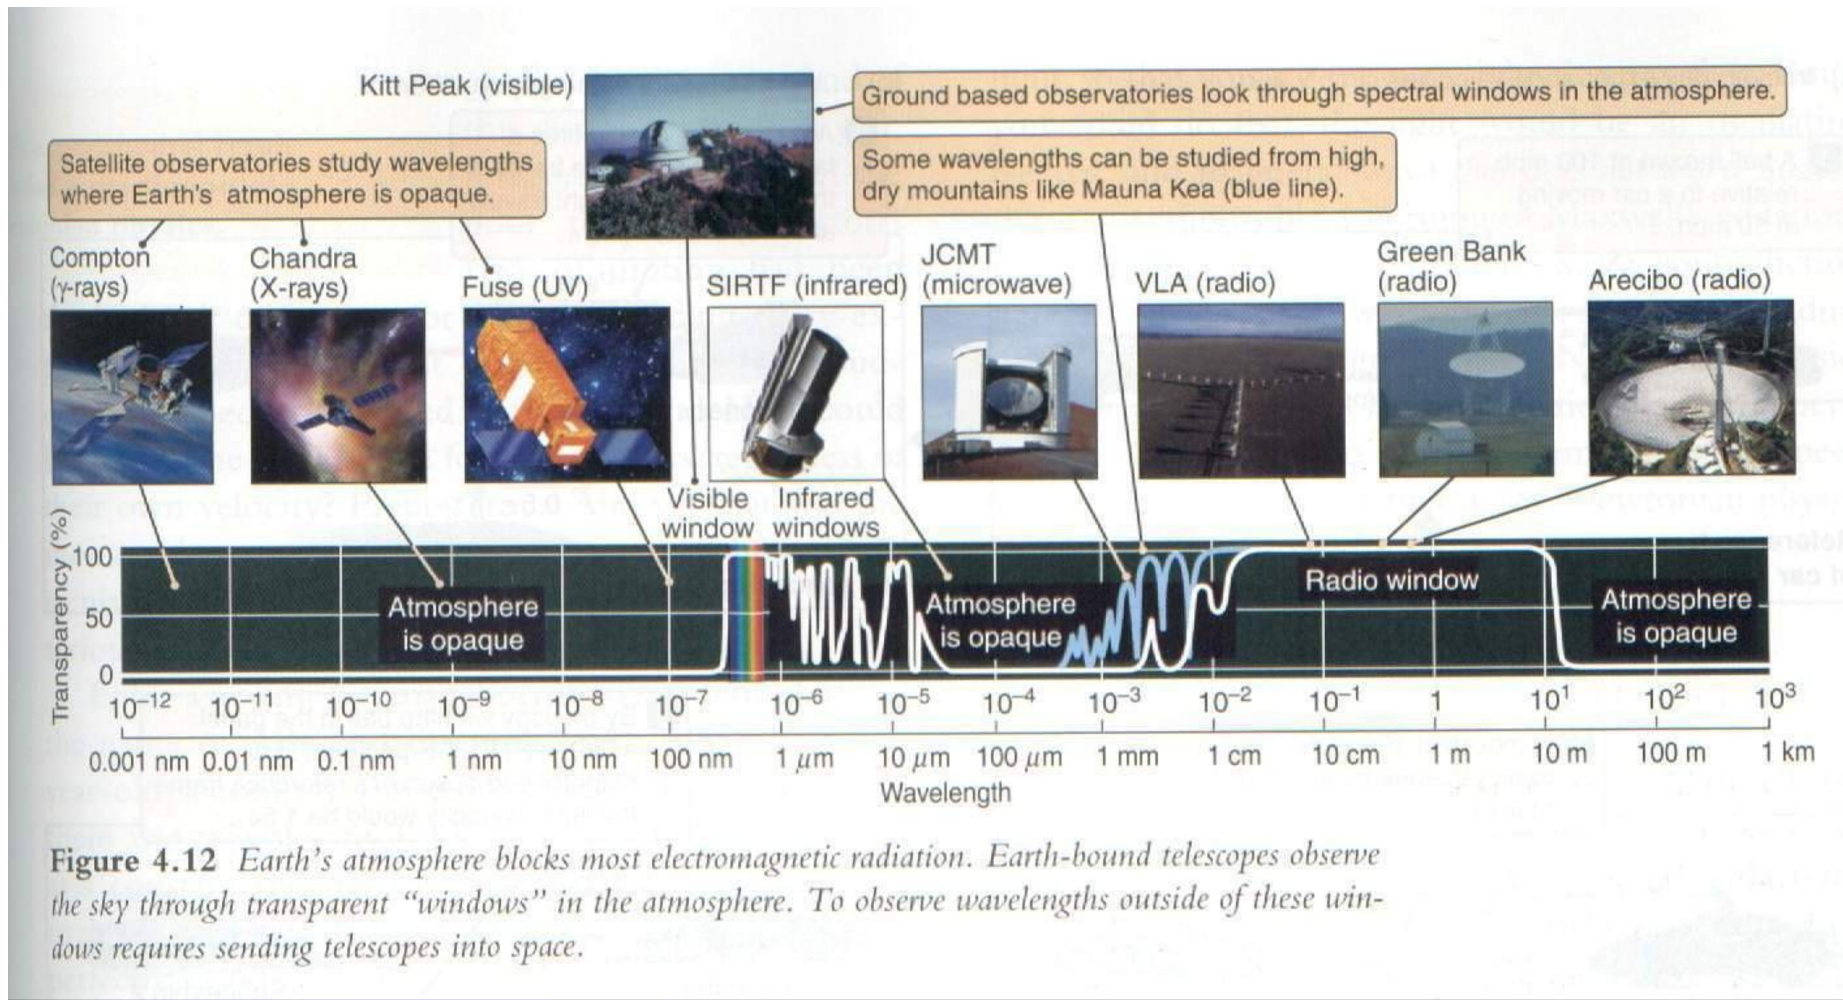 Kitt Peak (visible)
Ground based observatories look through spectral windows in the atmosphere.
Satellite observatories study wavelengths
where Earth's atmosphere is opaque.
Some wavelengths can be studied from high,
dry mountains like Mauna Kea (blue line).
Compton
(γ-rays)
Chandra
(X-rays)
Fuse (UV)
SIRTF (infrared)
JCMT
(microwave)
VLA (radio)
Green Bank
(radio)
Arecibo (radio)
Visible
window
Infrared
windows
Transparency (%)
100
50
0
Atmosphere
is opaque
Atmosphere
is opaque
Radio window
Atmosphere
is opaque
10⁻¹² 10⁻¹¹ 10⁻¹⁰ 10⁻⁹ 10⁻⁸ 10⁻⁷ 10⁻⁶ 10⁻⁵ 10⁻⁴ 10⁻³ 10⁻² 10⁻¹ 1 10¹ 10² 10³
0.001 nm 0.01 nm 0.1 nm 1 nm 10 nm 100 nm 1 μm 10 μm 100 μm 1 mm 1 cm 10 cm 1 m 10 m 100 m 1 km
Wavelength
Figure 4.12 Earth's atmosphere blocks most electromagnetic radiation. Earth-bound telescopes observe
the sky through transparent "windows" in the atmosphere. To observe wavelengths outside of these win-
dows requires sending telescopes into space.